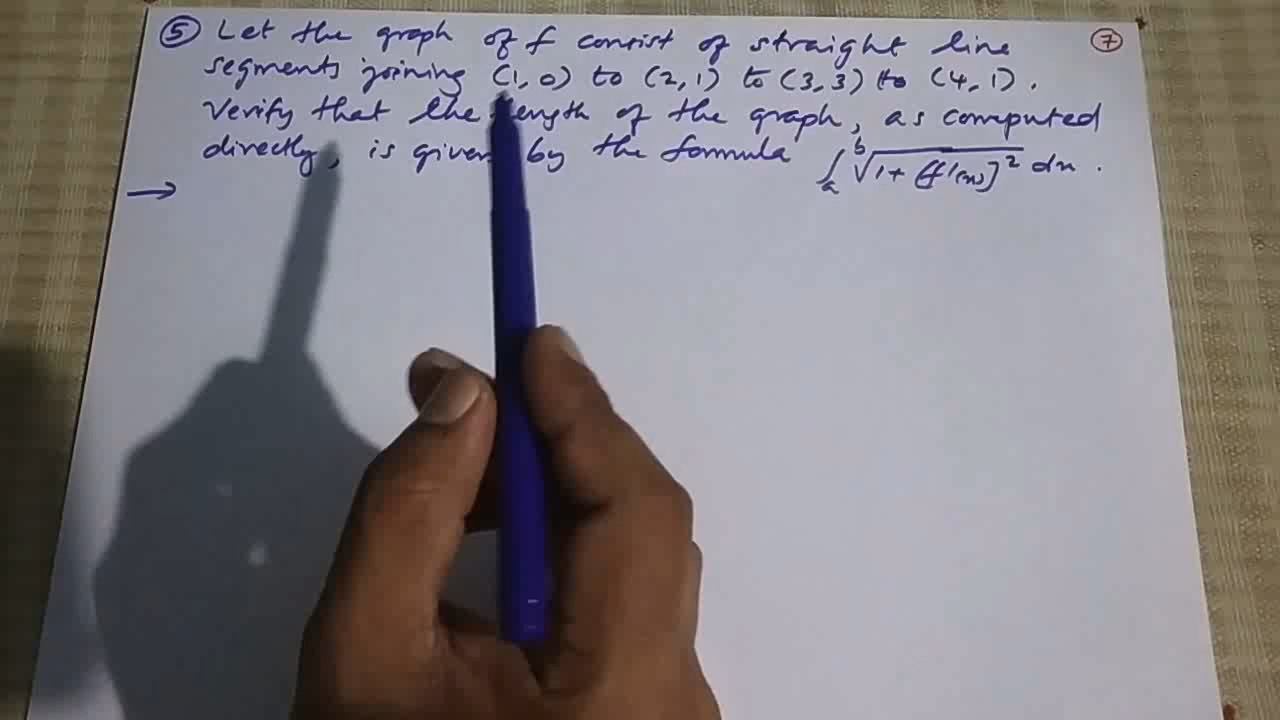 ⑤ Let the graph of f consist of straight line ⑦
segments joining (1,0) to (2,1) to (3,3) to (4,1).
Verify that the length of the graph, as computed
directly, is given by the formula ∫_a^b √(1+[f'(x)]²) dx.
→